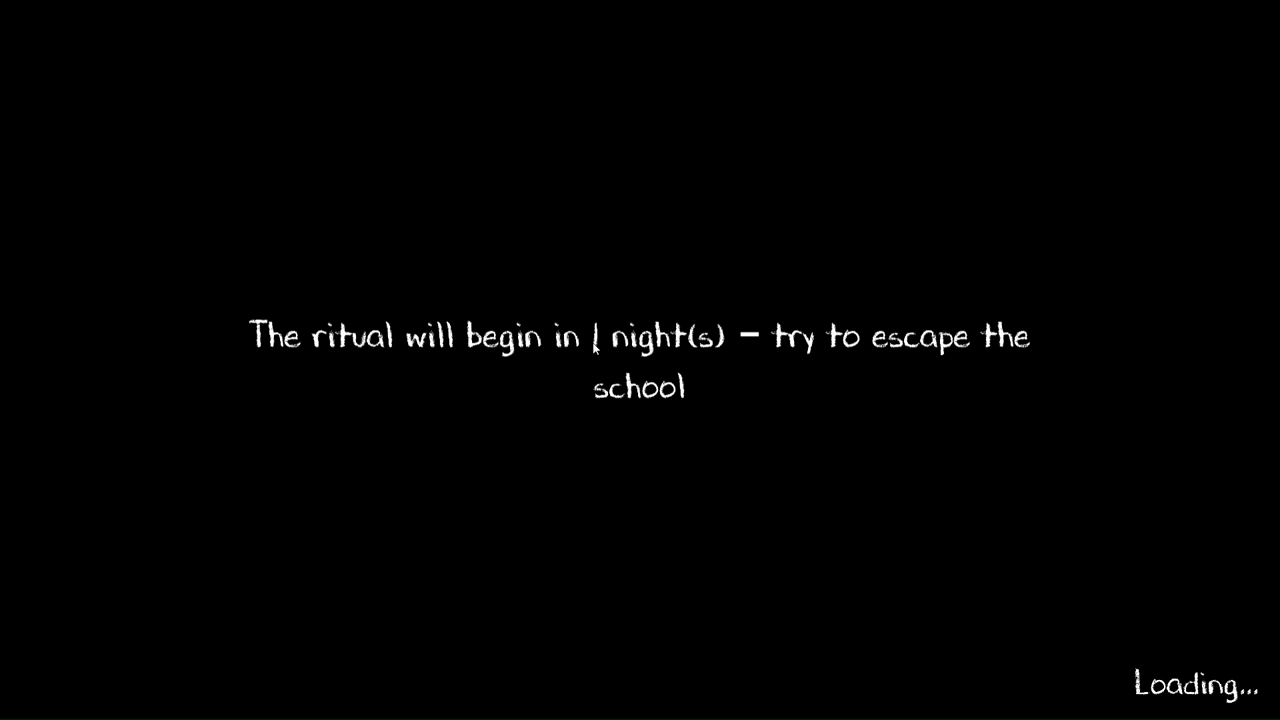 The ritual will begin in 1 night(s) - try to escape the
school
Loading...